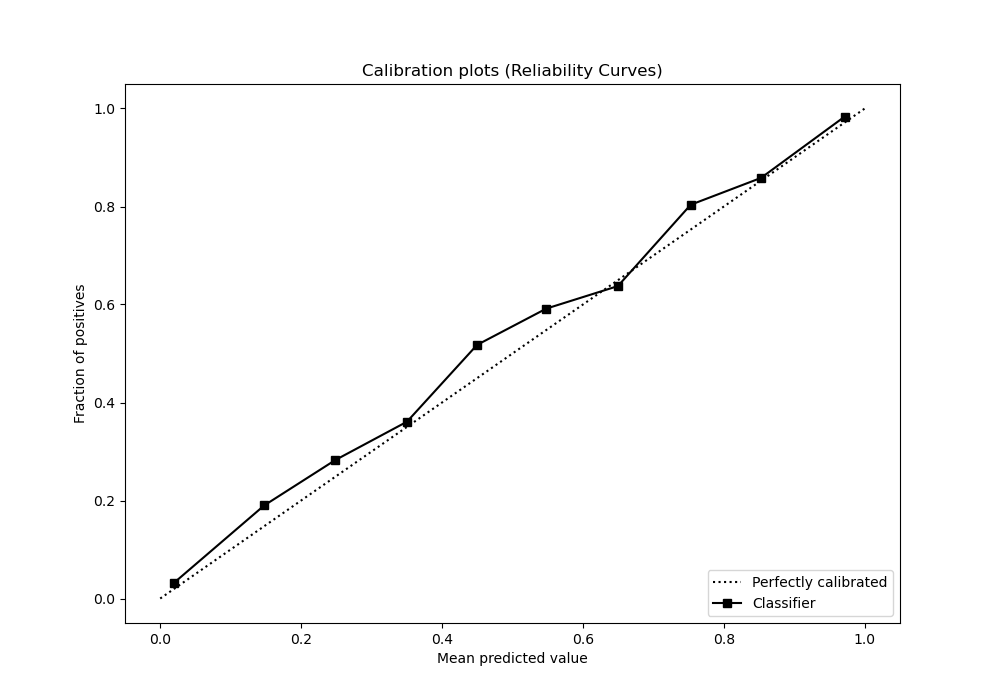 Calibration plots (Reliability Curves)
1.0
0.8
0.6
0.4
0.2
0.0
Fraction of positives
0.0 0.2 0.4 0.6 0.8 1.0
Mean predicted value
Perfectly calibrated
Classifier